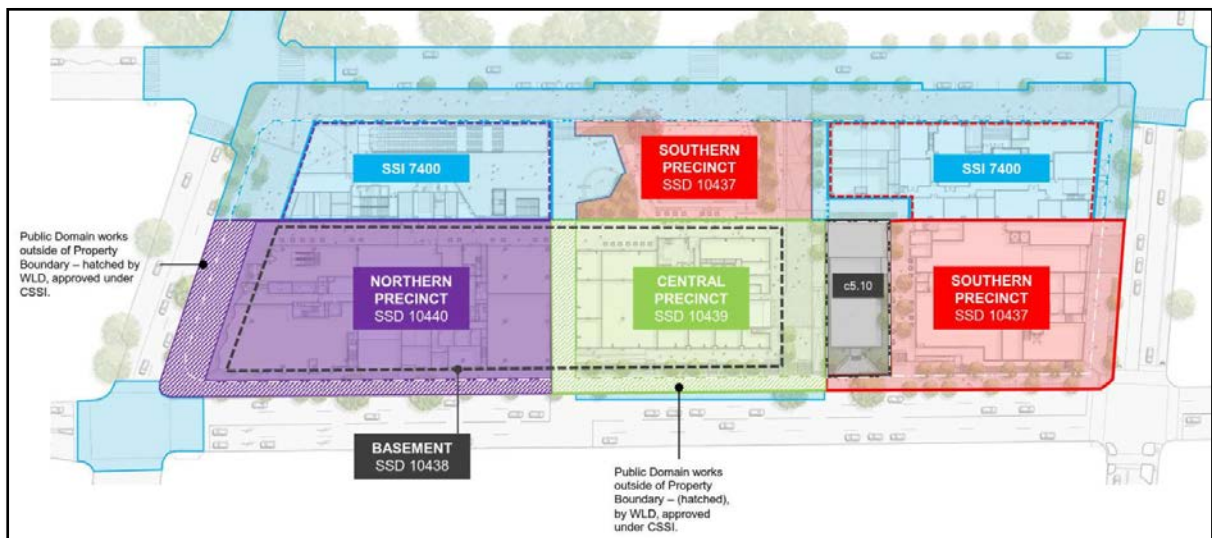 SSI 7400
SOUTHERN
PRECINCT
SSD 10437
SSI 7400
Public Domain works
outside of Property
Boundary – hatched by
WLD, approved under
CSSI.
NORTHERN
PRECINCT
SSD 10440
CENTRAL
PRECINCT
SSD 10439
c5.10
SOUTHERN
PRECINCT
SSD 10437
BASEMENT
SSD 10438
Public Domain works
outside of Property
Boundary – (hatched),
by WLD, approved
under CSSI.